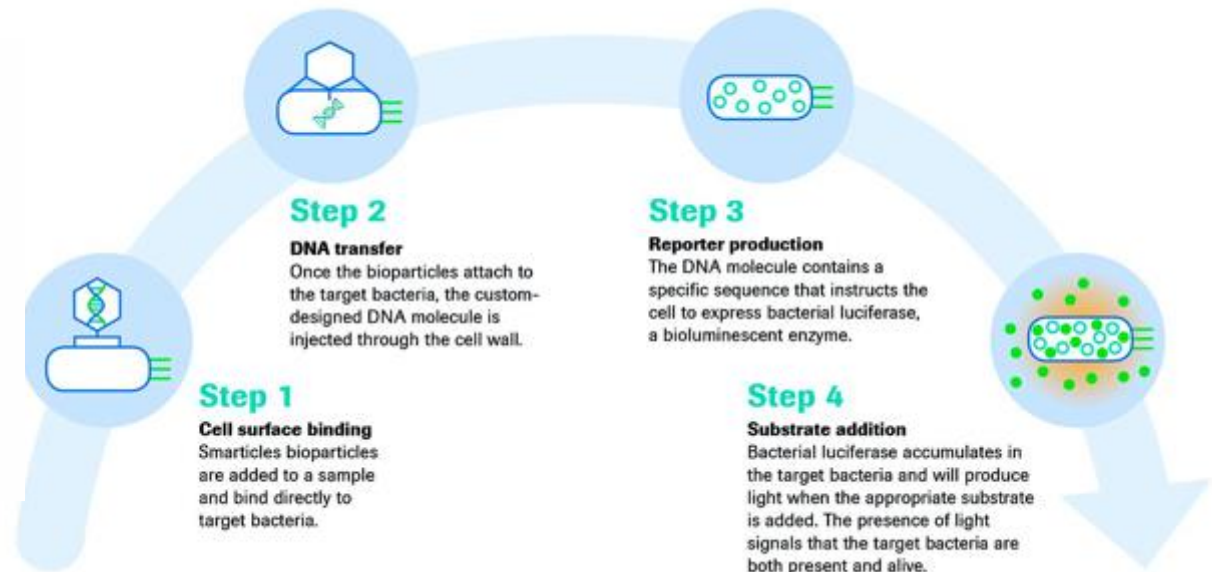 Step 1
Cell surface binding
Smarticles bioparticles
are added to a sample
and bind directly to
target bacteria.
Step 2
DNA transfer
Once the bioparticles attach to
the target bacteria, the custom-
designed DNA molecule is
injected through the cell wall.
Step 3
Reporter production
The DNA molecule contains a
specific sequence that instructs the
cell to express bacterial luciferase,
a bioluminescent enzyme.
Step 4
Substrate addition
Bacterial luciferase accumulates in
the target bacteria and will produce
light when the appropriate substrate
is added. The presence of light
signals that the target bacteria are
both present and alive.